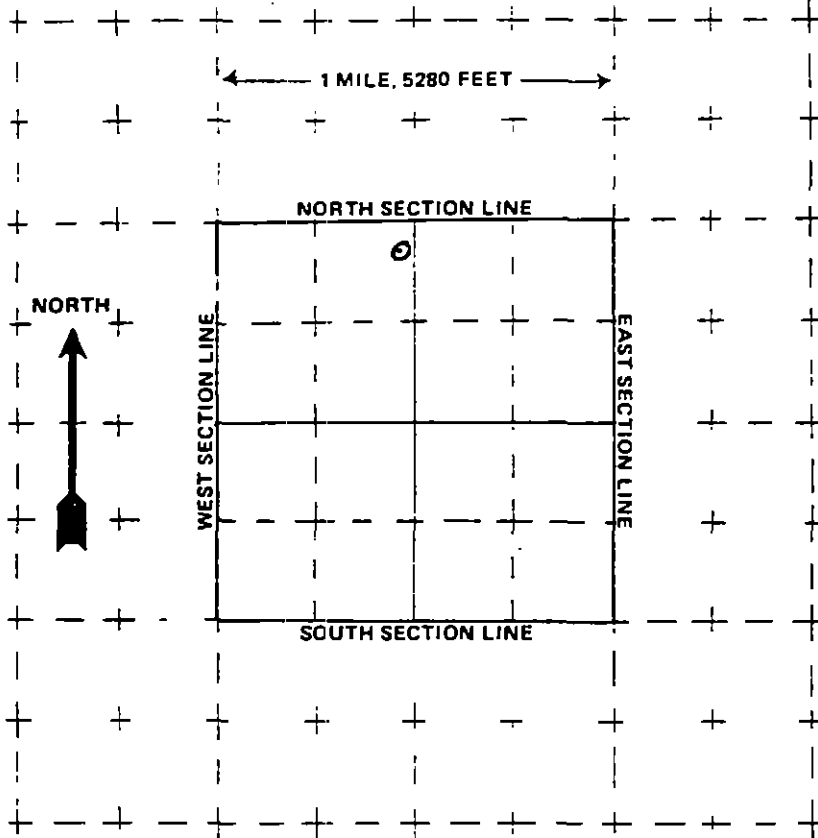 1 MILE, 5280 FEET
NORTH SECTION LINE
NORTH
WEST SECTION LINE
EAST SECTION LINE
SOUTH SECTION LINE